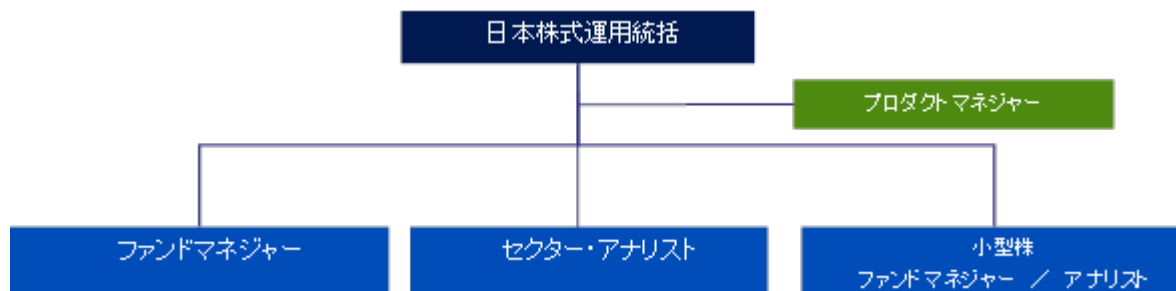 日本株式運用統括
プロダクトマネジャー
ファンドマネジャー
セクター・アナリスト
小型株
ファンドマネジャー ／ アナリスト